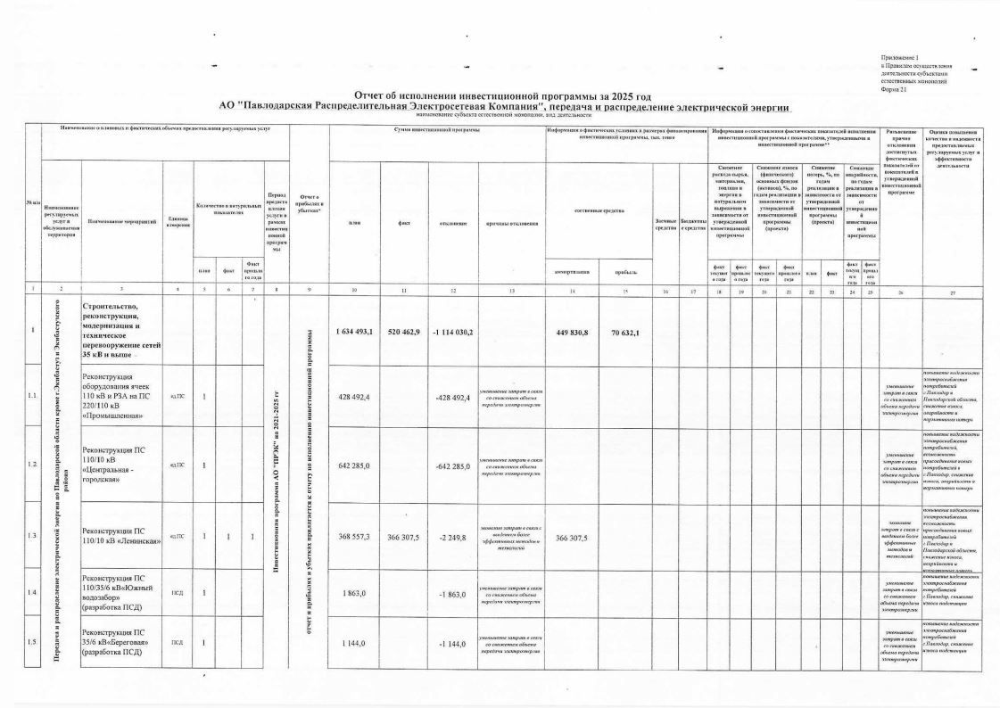 Приложение 1
к Правилам осуществления
деятельности субъектами
естественных монополий
Форма 21
Отчет об исполнении инвестиционной программы за 2025 год
АО "Павлодарская Распределительная Электросетевая Компания", передача и распределение электрической энергии
наименование субъекта естественной монополии, вид деятельности
№ п/п
Наименование о плановых и фактических объемах предоставления регулируемых услуг
Наименование
регулируемых
услуг и
обслуживаемая
территория
Наименование мероприятий
Единица
измерения
Количество в натуральных
показателях
план
факт
Факт
прошло
го года
Период
предоста
вления
услуги в
рамках
инвестиц
ионной
програм
мы
Отчет о
прибылях и
убытках*
Сумма инвестиционной программы
план
факт
отклонение
причины отклонения
Информация о фактических условиях и размерах финансирования
инвестиционной программы, тыс. тенге
собственные средства
амортизация
прибыль
Заемные
средства
Бюджетны
е средства
Информация о сопоставлении фактических показателей исполнения
инвестиционной программы с показателями, утвержденными в
инвестиционной программе**
Снижение
расхода сырья,
материалов,
топлива и
энергии в
натуральном
выражении в
зависимости от
утвержденной
инвестиционной
программы
факт
текущег
о года
факт
прошлог
о года
Снижение износа
(физического)
основных фондов
(активов), %, по
годам реализации в
зависимости от
утвержденной
инвестиционной
программы
(проекта)
факт
текущего
года
факт
прошлого
года
Снижение
потерь, %, по
годам
реализации в
зависимости от
утвержденной
инвестиционной
программы
(проекта)
план
факт
Снижение
аварийности,
по годам
реализации в
зависимости
от
утвержденно
й
инвестицион
ной
программы
факт
текущ
его
года
факт
прошл
ого
года
Разъяснение
причин
отклонения
достигнутых
фактических
показателей от
показателей в
утвержденной
инвестиционной
программе
Оценка повышения
качества и надежности
предоставляемых
регулируемых услуг и
эффективности
деятельности
1 2 3 4 5 6 7 8 9 10 11 12 13 14 15 16 17 18 19 20 21 22 23 24 25 26 27
Передача и распределение электрической энергии по Павлодарской области кроме г.Экибастуз и Экибастузского
района
Инвестиционная программа АО "ПРЭК" на 2021-2025 гг
отчет о прибылях и убытках прилагается к отчету по исполнению инвестиционной программы
1
Строительство,
реконструкция,
модернизация и
техническое
перевооружение сетей
35 кВ и выше
1 634 493,1 520 462,9 -1 114 030,2 449 830,8 70 632,1
1.1.
Реконструкция
оборудования ячеек
110 кВ и РЗА на ПС
220/110 кВ
«Промышленная»
ед.ПС 1 428 492,4 -428 492,4
уменьшение затрат в связи
со снижением объема
передачи электроэнергии
уменьшение
затрат в связи
со снижением
объема передачи
электроэнергии
повышение надежности
электроснабжения
потребителей
г.Павлодар и
Павлодарской области,
снижение износа,
аварийности и
нормативных потерь
1.2.
Реконструкция ПС
110/10 кВ
«Центральная -
городская»
ед.ПС 1 642 285,0 -642 285,0
уменьшение затрат в связи
со снижением объема
передачи электроэнергии
уменьшение
затрат в связи
со снижением
объема передачи
электроэнергии
повышение надежности
электроснабжения
потребителей,
возможность
присоединения новых
потребителей в
г.Павлодар, снижение
износа, аварийности и
нормативных потерь
1.3.
Реконструкция ПС
110/10 кВ «Ленинская»
ед.ПС 1 1 1 368 557,3 366 307,5 -2 249,8
экономия затрат в связи с
введением более
эффективных методов и
технологий
366 307,5
экономия
затрат в связи с
введением более
эффективных
методов и
технологий
повышение надежности
электроснабжения
возможность
присоединения новых
потребителей
г.Павлодар и
Павлодарской области,
снижение износа,
аварийности и
нормативных потерь
1.4.
Реконструкция ПС
110/35/6 кВ«Южный
водозабор»
(разработка ПСД)
ПСД 1 1 863,0 -1 863,0
уменьшение затрат в связи
со снижением объема
передачи электроэнергии
уменьшение
затрат в связи
со снижением
объема передачи
электроэнергии
повышение надежности
электроснабжения
потребителей
г.Павлодар, снижение
износа подстанции
1.5.
Реконструкция ПС
35/6 кВ«Береговая»
(разработка ПСД)
ПСД 1 1 144,0 -1 144,0
уменьшение затрат в связи
со снижением объема
передачи электроэнергии
уменьшение
затрат в связи
со снижением
объема передачи
электроэнергии
повышение надежности
электроснабжения
потребителей
г.Павлодар, снижение
износа подстанции